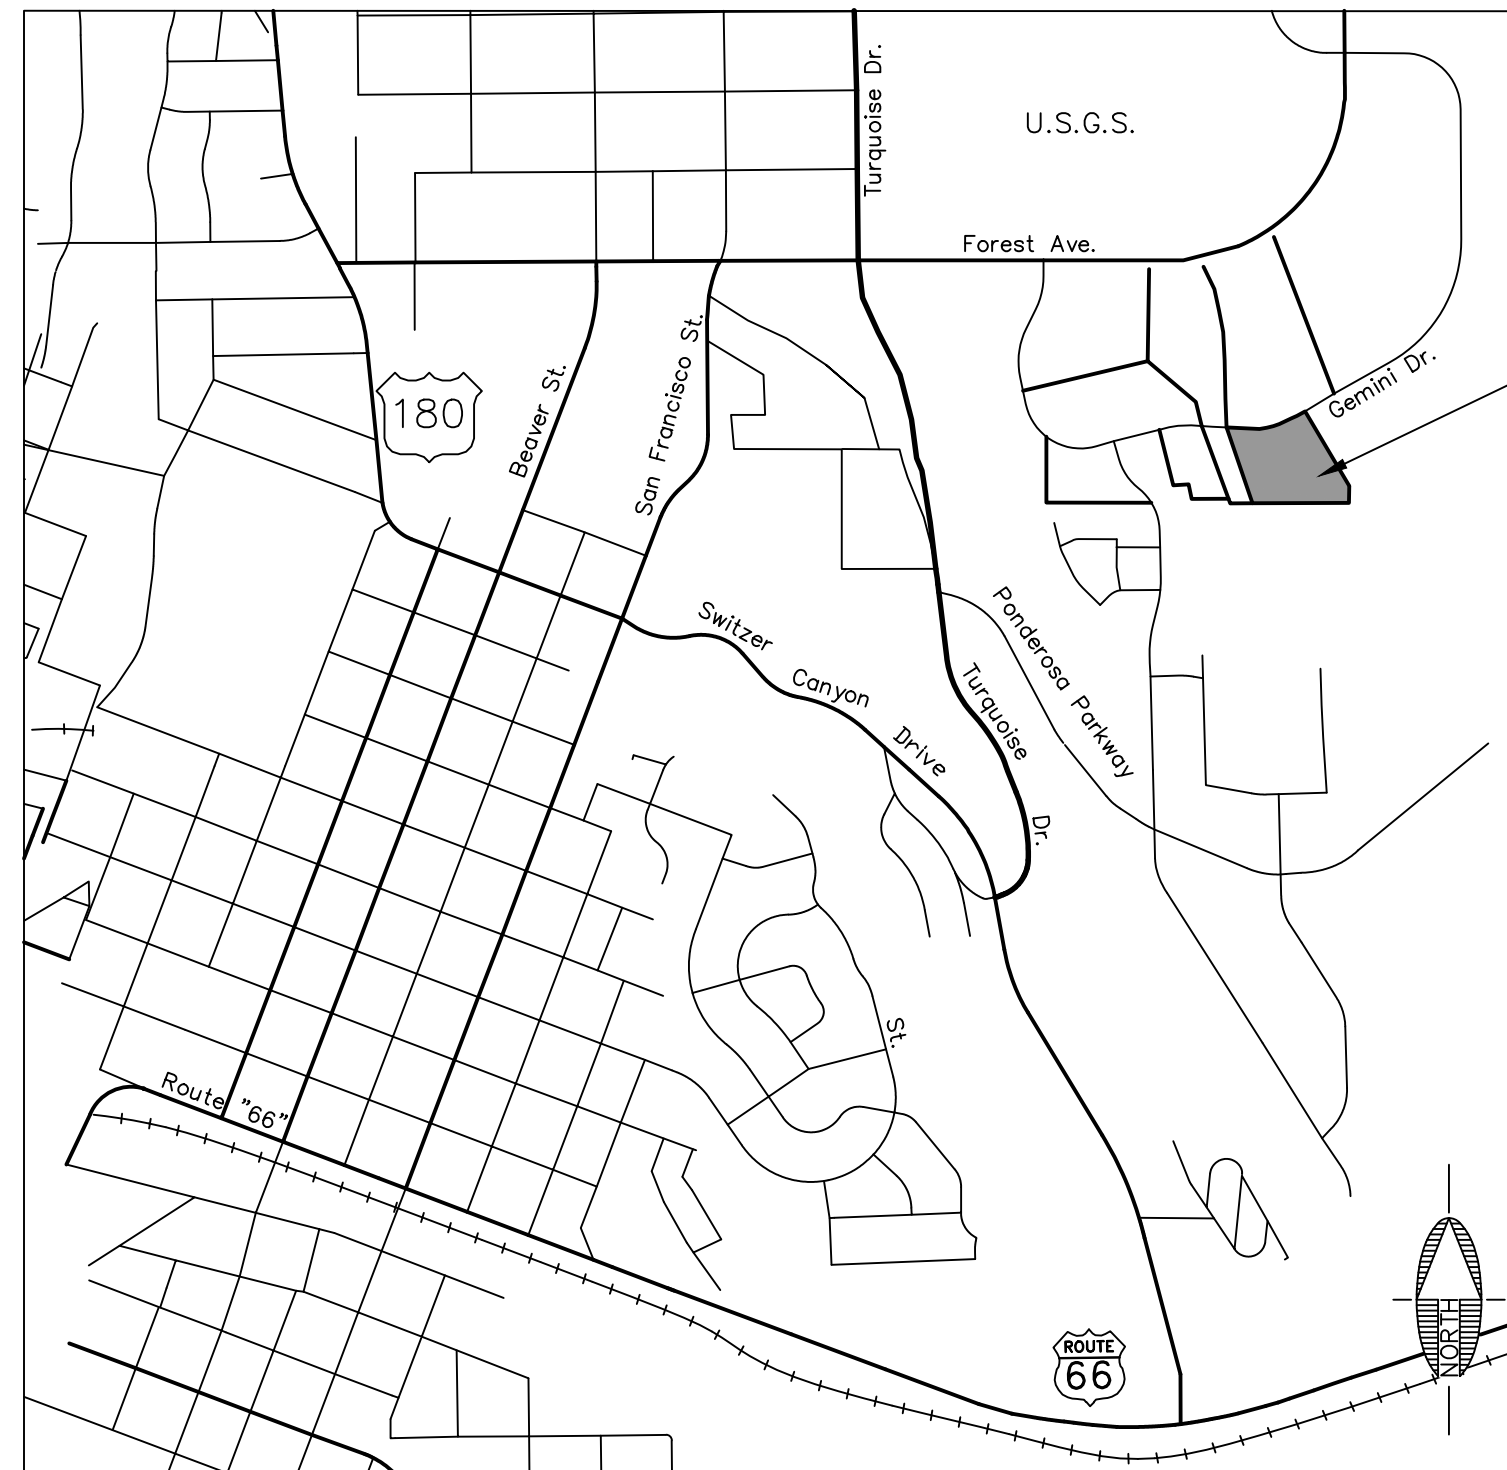 Turquoise Dr.
U.S.G.S.
Forest Ave.
Gemini Dr.
180
Beaver St.
San Francisco St.
Switzer
Canyon
Drive
Ponderosa Parkway
Turquoise
Dr.
St.
Route "66"
ROUTE
66
NORTH